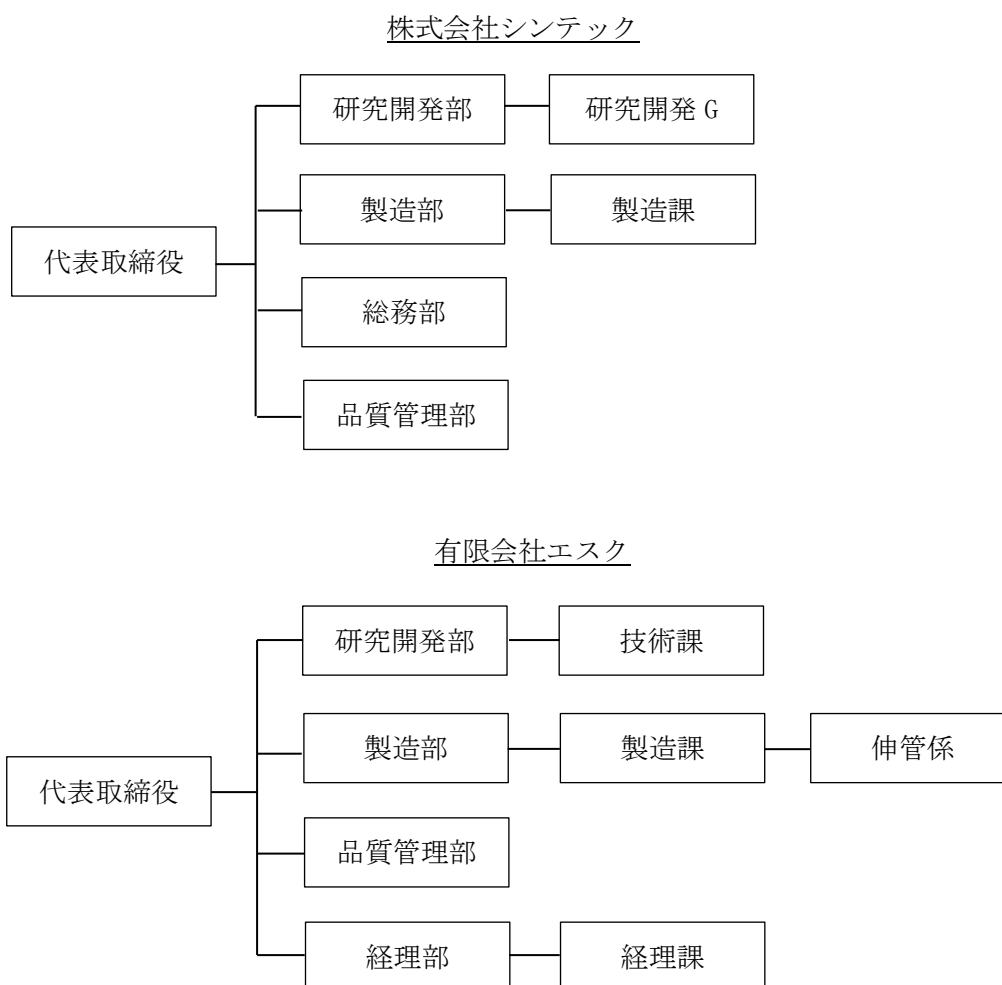 株式会社シンテック
研究開発部
研究開発 G
製造部
製造課
代表取締役
総務部
品質管理部
有限会社エスク
研究開発部
技術課
製造部
製造課
伸管係
代表取締役
品質管理部
経理部
経理課